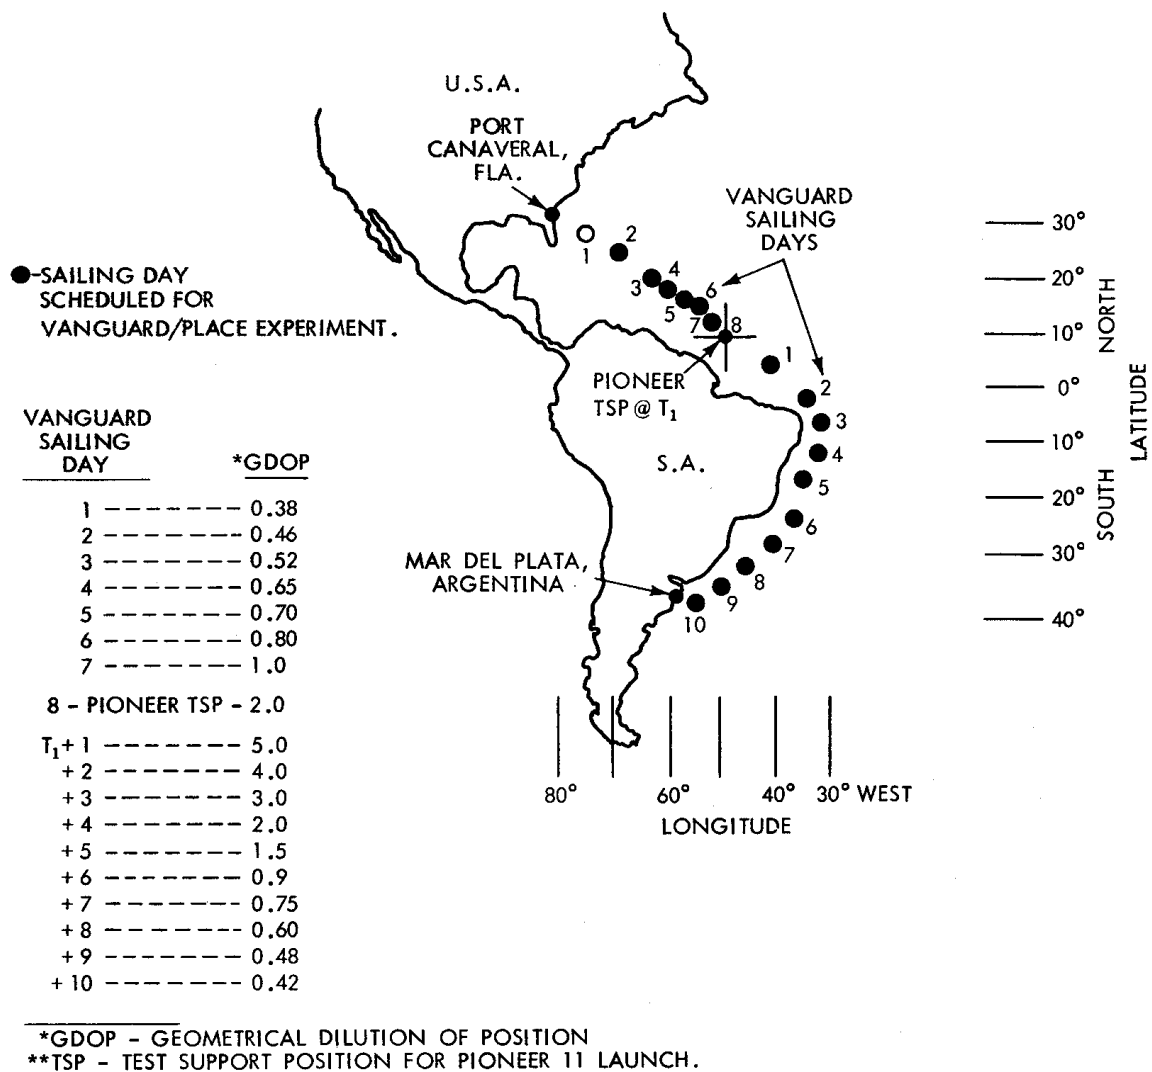 U.S.A.
PORT
CANAVERAL,
FLA.
VANGUARD
SAILING
DAYS
1
2
3
4
5
6
7
8
PIONEER
TSP @ T1
1
2
3
4
5
6
7
8
9
10
S.A.
MAR DEL PLATA,
ARGENTINA
30°
20°
10°
0°
10°
20°
30°
40°
NORTH
SOUTH
LATITUDE
80°
60°
40°
30° WEST
LONGITUDE
-SAILING DAY
SCHEDULED FOR
VANGUARD/PLACE EXPERIMENT.
VANGUARD
SAILING
DAY *GDOP
1 ------- 0.38
2 ------- 0.46
3 ------- 0.52
4 ------- 0.65
5 ------- 0.70
6 ------- 0.80
7 ------- 1.0
8 - PIONEER TSP - 2.0
T1+ 1 ------- 5.0
+ 2 ------- 4.0
+ 3 ------- 3.0
+ 4 ------- 2.0
+ 5 ------- 1.5
+ 6 ------- 0.9
+ 7 ------- 0.75
+ 8 ------- 0.60
+ 9 ------- 0.48
+ 10 ------- 0.42
*GDOP - GEOMETRICAL DILUTION OF POSITION
**TSP - TEST SUPPORT POSITION FOR PIONEER 11 LAUNCH.